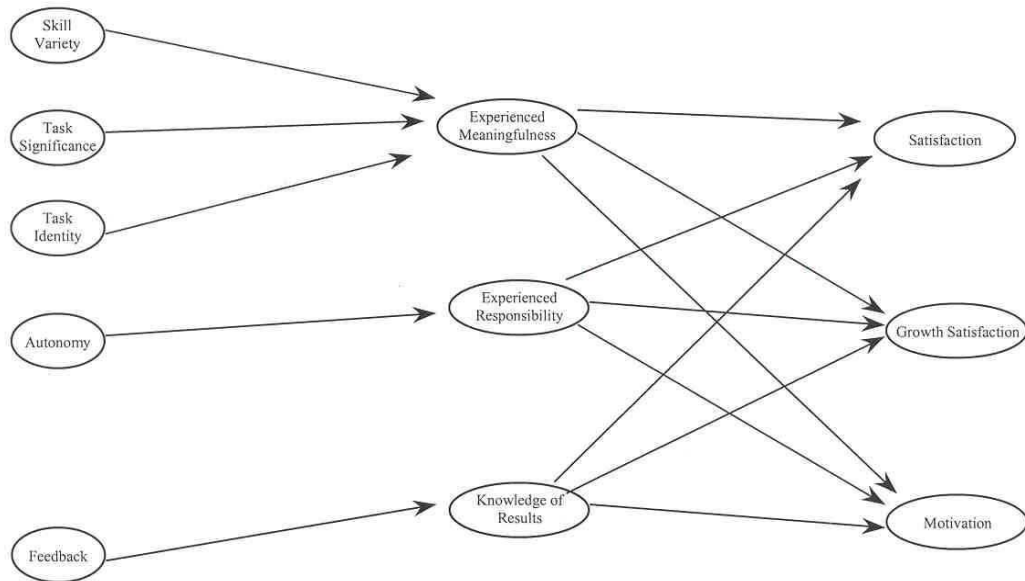 Skill
Variety
Task
Significance
Task
Identity
Autonomy
Feedback
Experienced
Meaningfulness
Experienced
Responsibility
Knowledge of
Results
Satisfaction
Growth Satisfaction
Motivation